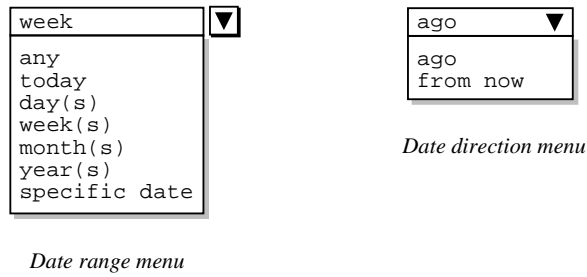 week
any
today
day(s)
week(s)
month(s)
year(s)
specific date
Date range menu
ago
ago
from now
Date direction menu